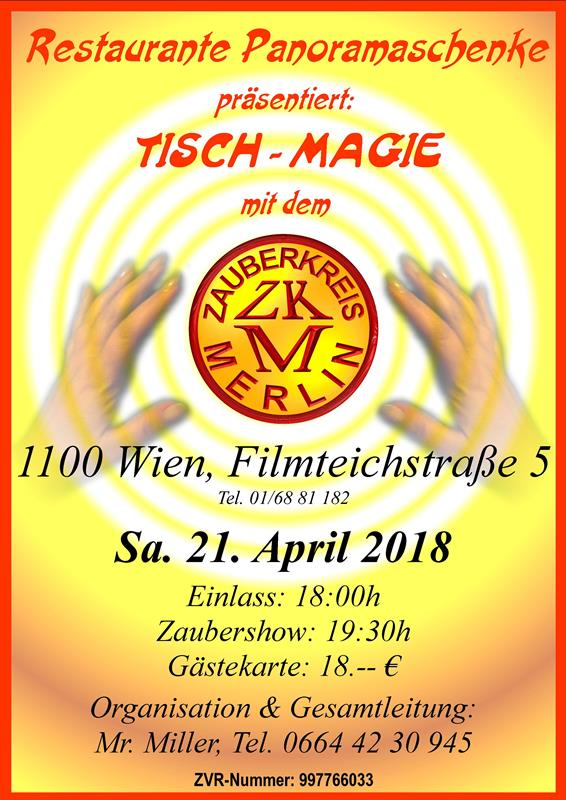 Restaurante Panoramaschenke
präsentiert:
TISCH - MAGIE
mit dem
ZAUBERKREIS
ZK
M
MERLIN
1100 Wien, Filmteichstraße 5
Tel. 01/68 81 182
Sa. 21. April 2018
Einlass: 18:00h
Zaubershow: 19:30h
Gästekarte: 18.-- €
Organisation & Gesamtleitung:
Mr. Miller, Tel. 0664 42 30 945
ZVR-Nummer: 997766033